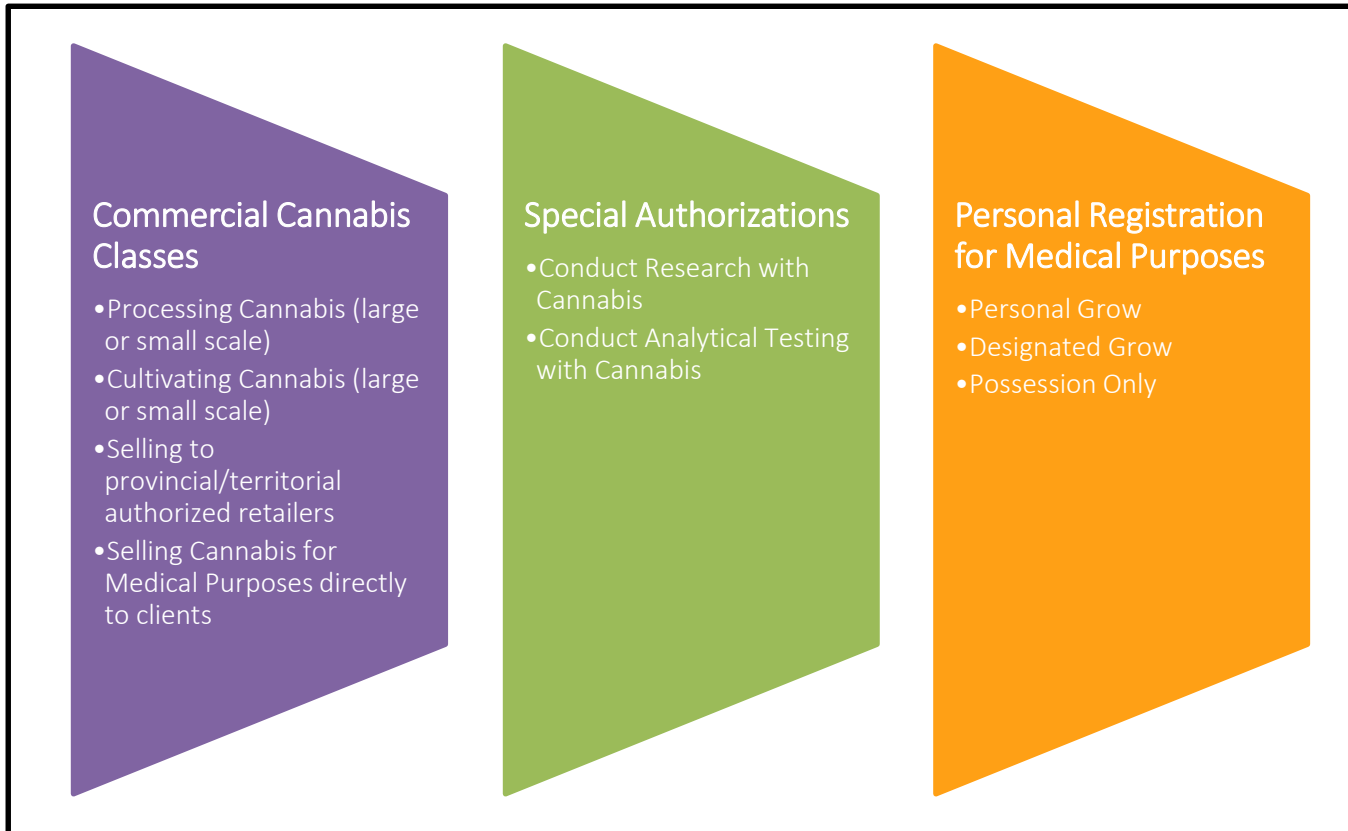 Commercial Cannabis
Classes
•Processing Cannabis (large
or small scale)
•Cultivating Cannabis (large
or small scale)
•Selling to
provincial/territorial
authorized retailers
•Selling Cannabis for
Medical Purposes directly
to clients
Special Authorizations
•Conduct Research with
Cannabis
•Conduct Analytical Testing
with Cannabis
Personal Registration
for Medical Purposes
•Personal Grow
•Designated Grow
•Possession Only